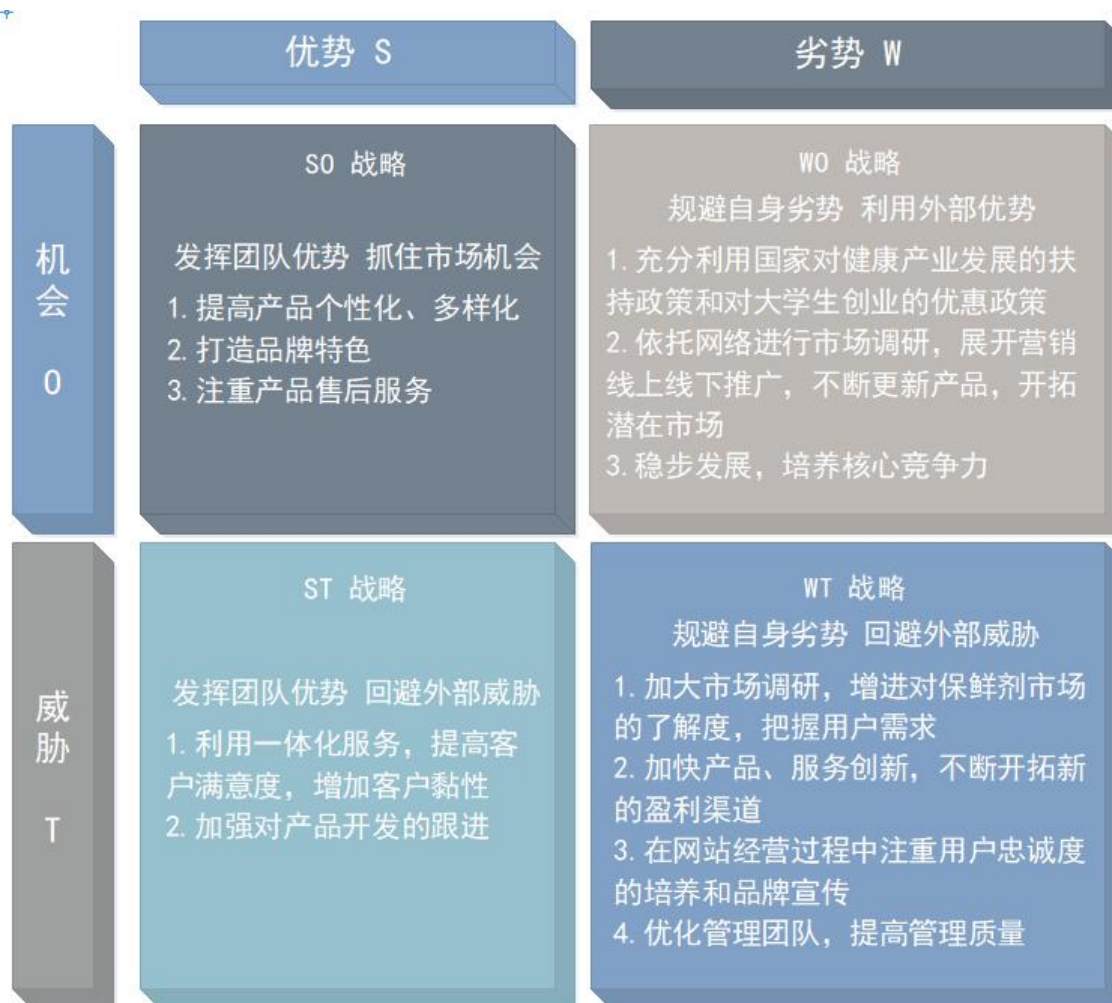 优势 S
劣势 W
机
会
O
SO 战略
发挥团队优势 抓住市场机会
1. 提高产品个性化、多样化
2. 打造品牌特色
3. 注重产品售后服务
WO 战略
规避自身劣势 利用外部优势
1. 充分利用国家对健康产业发展的扶
持政策和对大学生创业的优惠政策
2. 依托网络进行市场调研，展开营销
线上线下推广，不断更新产品，开拓
潜在市场
3. 稳步发展，培养核心竞争力
威
胁
T
ST 战略
发挥团队优势 回避外部威胁
1. 利用一体化服务，提高客
户满意度，增加客户黏性
2. 加强对产品开发的跟进
WT 战略
规避自身劣势 回避外部威胁
1. 加大市场调研，增进对保鲜剂市场
的了解度，把握用户需求
2. 加快产品、服务创新，不断开拓新
的盈利渠道
3. 在网站经营过程中注重用户忠诚度
的培养和品牌宣传
4. 优化管理团队，提高管理质量